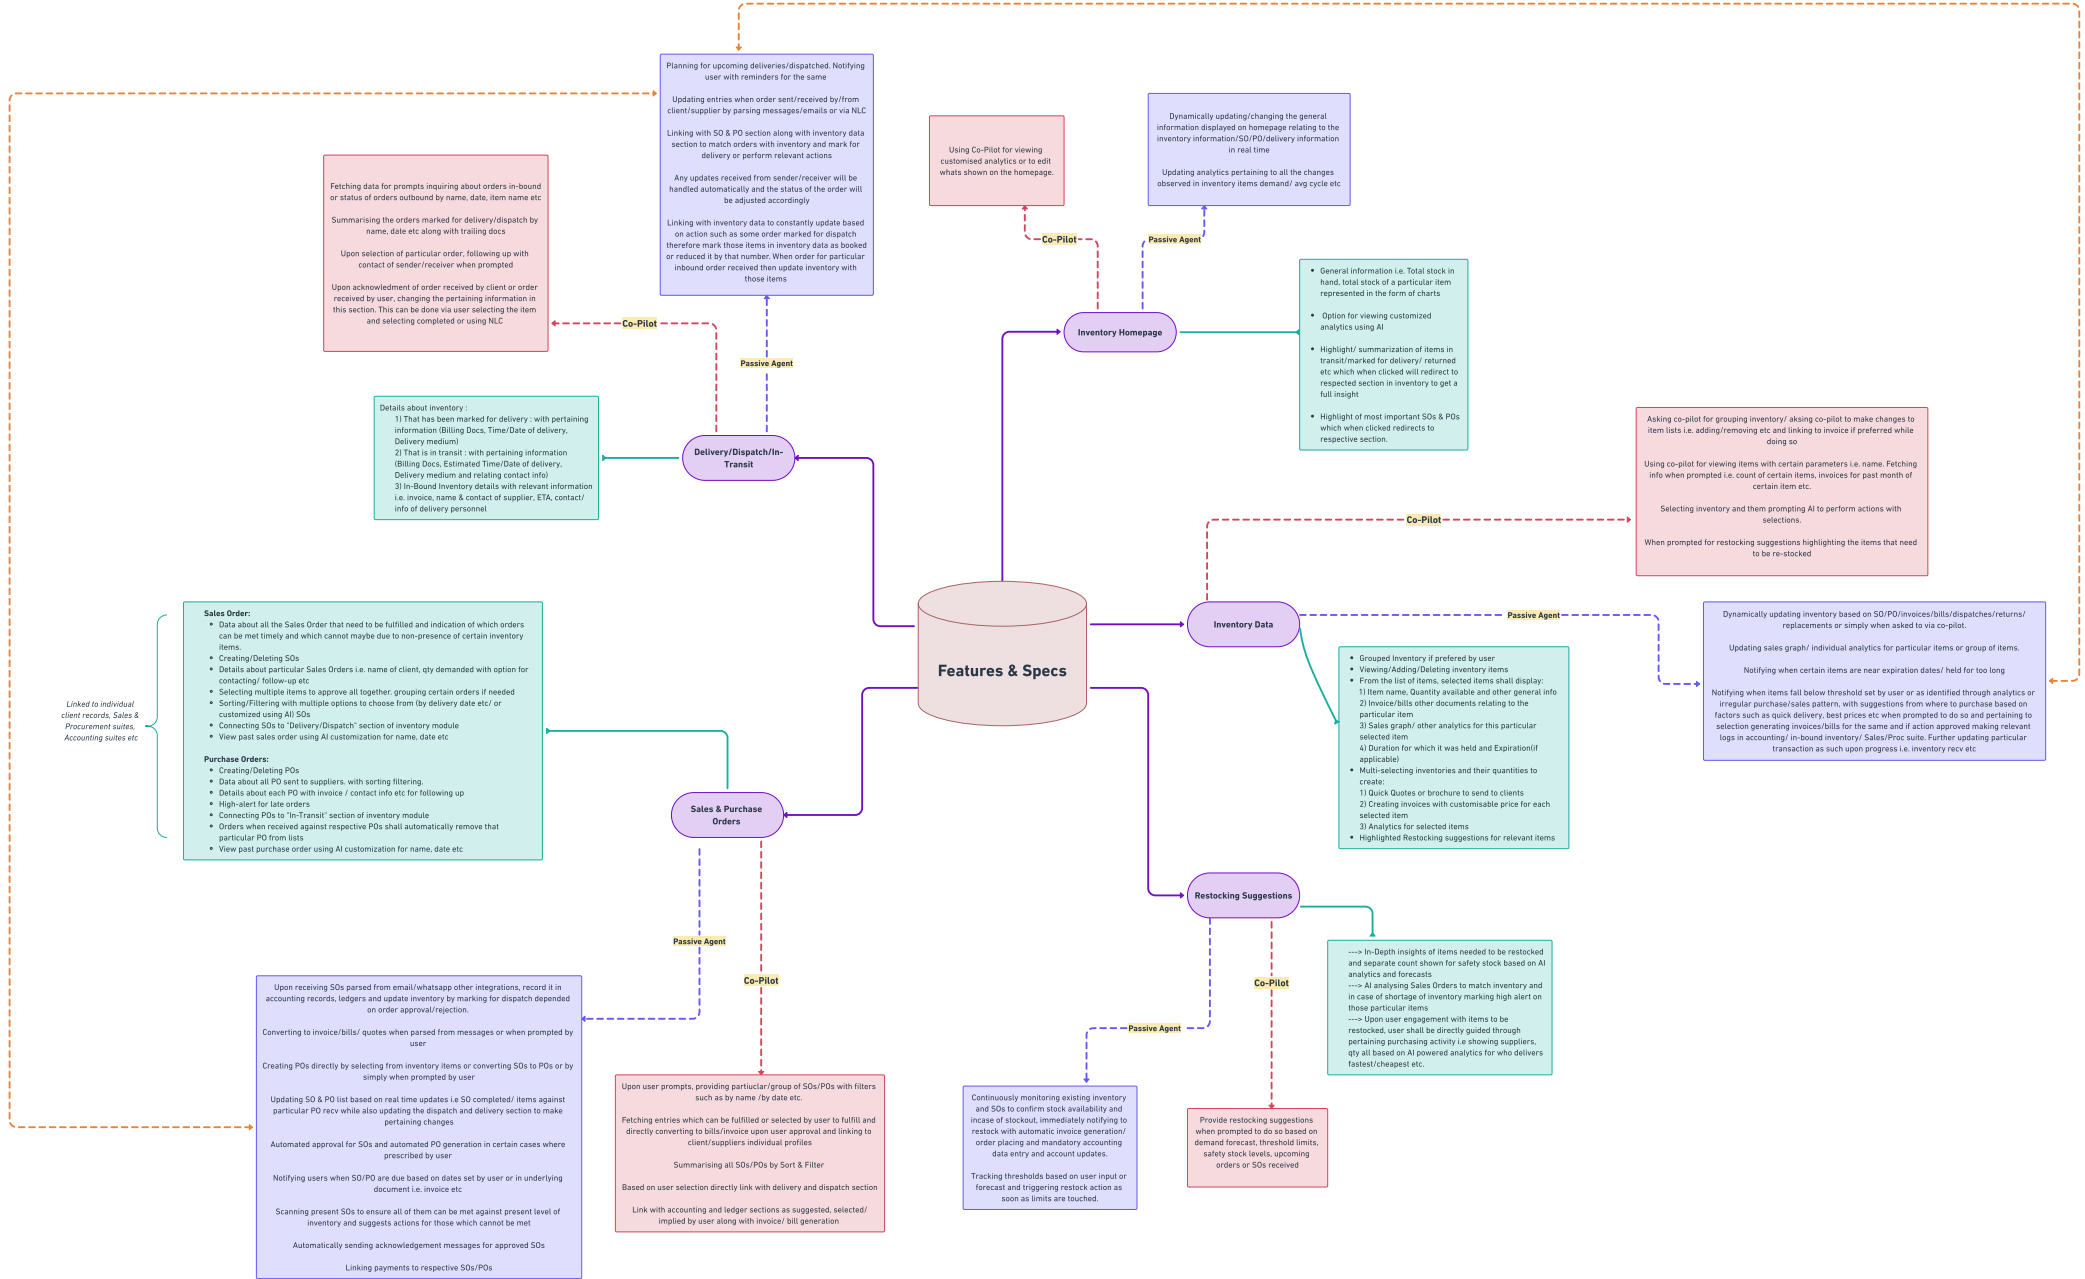 Planning for upcoming deliveries/dispatched. Notifying
user with reminders for the same
Updating entries when order sent/received by/from
client/supplier by parsing messages/emails or via NLC
Linking with SO & PO section along with inventory data
section to match orders with inventory and mark for
delivery or perform relevant actions
Any updates received from sender/receiver will be
handled automatically and the status of the order will
be adjusted accordingly
Linking with inventory data to constantly update based
on action such as some order marked for dispatch
therefore mark those items in inventory data as booked
or reduced it by that number. When order for particular
inbound order received then update inventory with
those items
Using Co-Pilot for viewing
customised analytics or to edit
whats shown on the homepage.
Dynamically updating/changing the general
information displayed on homepage relating to the
inventory information/SO/PO/delivery information
in real time
Updating analytics pertaining to all the changes
observed in inventory items demand/ avg cycle etc
Fetching data for prompts inquiring about orders in-bound
or status of orders outbound by name, date, item name etc
Summarising the orders marked for delivery/dispatch by
name, date etc along with trailing docs
Upon selection of particular order, following up with
contact of sender/receiver when prompted
Upon acknowledment of order received by client or order
received by user, changing the pertaining information in
this section. This can be done via user selecting the item
and selecting completed or using NLC
Co-Pilot
Passive Agent
Co-Pilot
Passive Agent
Inventory Homepage
General information i.e. Total stock in
hand, total stock of a particular item
represented in the form of charts
Option for viewing customized
analytics using AI
Highlight/ summarization of items in
transit/marked for delivery/ returned
etc which when clicked will redirect to
respected section in inventory to get a
full insight
Highlight of most important SOs & POs
which when clicked redirects to
respective section.
Details about inventory :
1) That has been marked for delivery : with pertaining
information (Billing Docs, Time/Date of delivery,
Delivery medium)
2) That is in transit : with pertaining information
(Billing Docs, Estimated Time/Date of delivery,
Delivery medium and relating contact info)
3) In-Bound Inventory details with relevant information
i.e. invoice, name & contact of supplier, ETA, contact/
info of delivery personnel
Delivery/Dispatch/In-
Transit
Asking co-pilot for grouping inventory/ aksing co-pilot to make changes to
item lists i.e. adding/removing etc and linking to invoice if preferred while
doing so
Using co-pilot for viewing items with certain parameters i.e. name. Fetching
info when prompted i.e. count of certain items, invoices for past month of
certain item etc.
Selecting inventory and them prompting AI to perform actions with
selections.
When prompted for restocking suggestions highlighting the items that need
to be re-stocked
Co-Pilot
Features & Specs
Inventory Data
Passive Agent
Dynamically updating inventory based on SO/PO/invoices/bills/dispatches/returns/
replacements or simply when asked to via co-pilot.
Updating sales graph/ individual analytics for particular items or group of items.
Notifying when certain items are near expiration dates/ held for too long
Notifying when items fall below threshold set by user or as identified through analytics or
irregular purchase/sales pattern, with suggestions from where to purchase based on
factors such as quick delivery, best prices etc when prompted to do so and pertaining to
selection generating invoices/bills for the same and if action approved making relevant
logs in accounting/ in-bound inventory/ Sales/Proc suite. Further updating particular
transaction as such upon progress i.e. inventory recv etc
Grouped Inventory if prefered by user
Viewing/Adding/Deleting inventory items
From the list of items, selected items shall display:
1) Item name, Quantity available and other general info
2) Invoice/bills other documents relating to the
particular item
3) Sales graph/ other analytics for this particular
selected item
4) Duration for which it was held and Expiration(if
applicable)
Multi-selecting inventories and their quantities to
create:
1) Quick Quotes or brochure to send to clients
2) Creating invoices with customisable price for each
selected item
3) Analytics for selected items
Highlighted Restocking suggestions for relevant items
Linked to individual
client records, Sales &
Procurement suites,
Accounting suites etc
Sales Order:
Data about all the Sales Order that need to be fulfilled and indication of which orders
can be met timely and which cannot maybe due to non-presence of certain inventory
items.
Creating/Deleting SOs
Details about particular Sales Orders i.e. name of client, qty demanded with option for
contacting/ follow-up etc
Selecting multiple items to approve all together. grouping certain orders if needed
Sorting/Filtering with multiple options to choose from (by delivery date etc/ or
customized using AI) SOs
Connecting SOs to "Delivery/Dispatch" section of inventory module
View past sales order using AI customization for name, date etc
Purchase Orders:
Creating/Deleting POs
Data about all PO sent to suppliers. with sorting filtering.
Details about each PO with invoice / contact info etc for following up
High-alert for late orders
Connecting POs to "In-Transit" section of inventory module
Orders when received against respective POs shall automatically remove that
particular PO from lists
View past purchase order using AI customization for name, date etc
Sales & Purchase
Orders
Restocking Suggestions
Passive Agent
Co-Pilot
Co-Pilot
Passive Agent
---> In-Depth insights of items needed to be restocked
and separate count shown for safety stock based on AI
analytics and forecasts
---> AI analysing Sales Orders to match inventory and
in case of shortage of inventory marking high alert on
those particular items
---> Upon user engagement with items to be
restocked, user shall be directly guided through
pertaining purchasing activity i.e showing suppliers,
qty all based on AI powered analytics for who delivers
fastest/cheapest etc.
Upon receiving SOs parsed from email/whatsapp other integrations, record it in
accounting records, ledgers and update inventory by marking for dispatch depended
on order approval/rejection.
Converting to invoice/bills/ quotes when parsed from messages or when prompted by
user
Creating POs directly by selecting from inventory items or converting SOs to POs or by
simply when prompted by user
Updating SO & PO list based on real time updates i.e SO completed/ items against
particular PO recv while also updating the dispatch and delivery section to make
pertaining changes
Automated approval for SOs and automated PO generation in certain cases where
prescribed by user
Notifying users when SO/PO are due based on dates set by user or in underlying
document i.e. invoice etc
Scanning present SOs to ensure all of them can be met against present level of
inventory and suggests actions for those which cannot be met
Automatically sending acknowledgement messages for approved SOs
Linking payments to respective SOs/POs
Upon user prompts, providing partiuclar/group of SOs/POs with filters
such as by name /by date etc.
Fetching entries which can be fulfilled or selected by user to fulfill and
directly converting to bills/invoice upon user approval and linking to
client/suppliers individual profiles
Summarising all SOs/POs by Sort & Filter
Based on user selection directly link with delivery and dispatch section
Link with accounting and ledger sections as suggested, selected/
implied by user along with invoice/ bill generation
Continuously monitoring existing inventory
and SOs to confirm stock availability and
incase of stockout, immediately notifying to
restock with automatic invoice generation/
order placing and mandatory accounting
data entry and account updates.
Tracking thresholds based on user input or
forecast and triggering restock action as
soon as limits are touched.
Provide restocking suggestions
when prompted to do so based on
demand forecast, threshold limits,
safety stock levels, upcoming
orders or SOs received